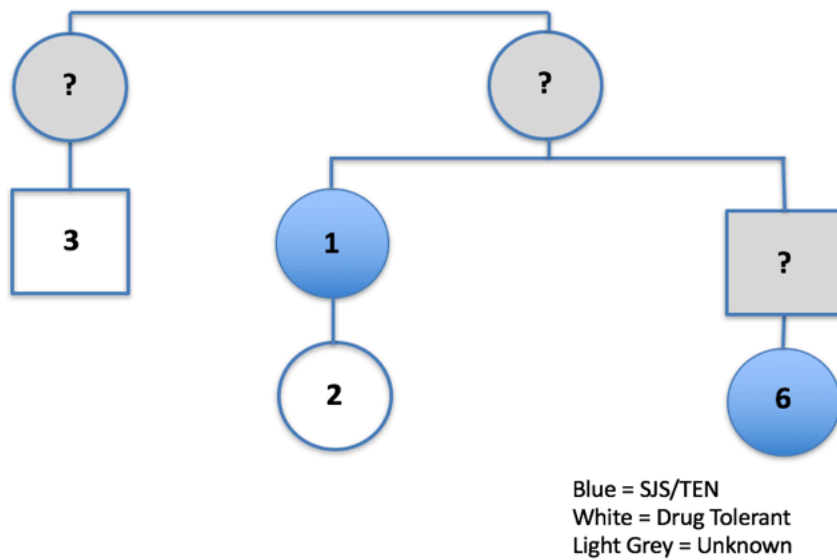 ? ?
3 1 ?
2 6
Blue = SJS/TEN
White = Drug Tolerant
Light Grey = Unknown